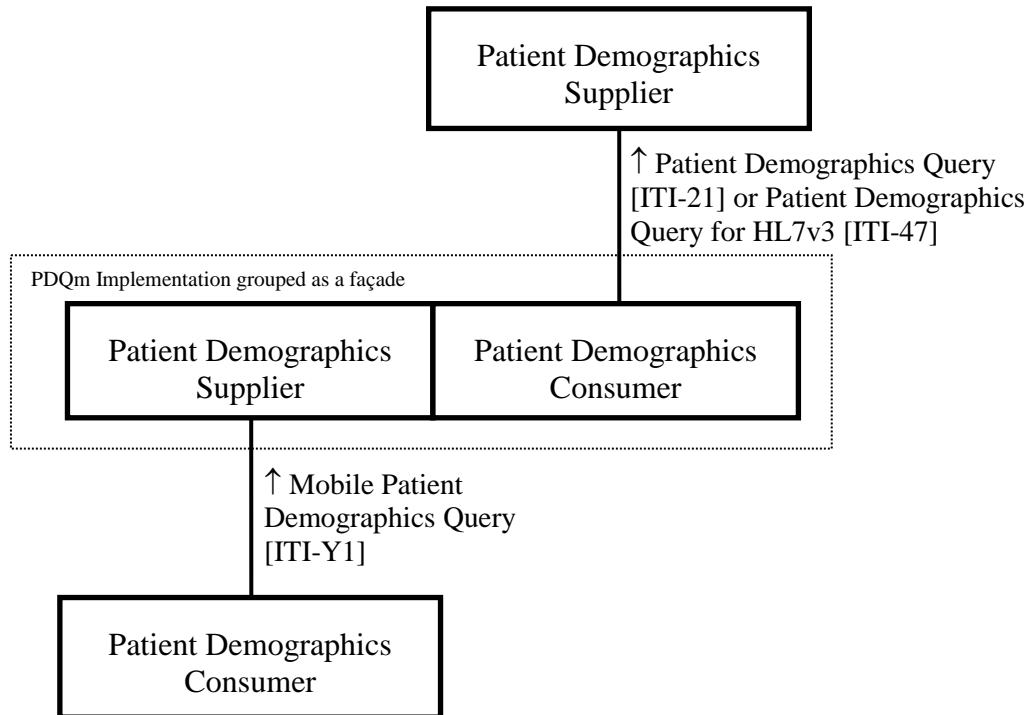 Patient Demographics
Supplier
↑ Patient Demographics Query
[ITI-21] or Patient Demographics
Query for HL7v3 [ITI-47]
PDQm Implementation grouped as a façade
Patient Demographics
Supplier
Patient Demographics
Consumer
↑ Mobile Patient
Demographics Query
[ITI-Y1]
Patient Demographics
Consumer